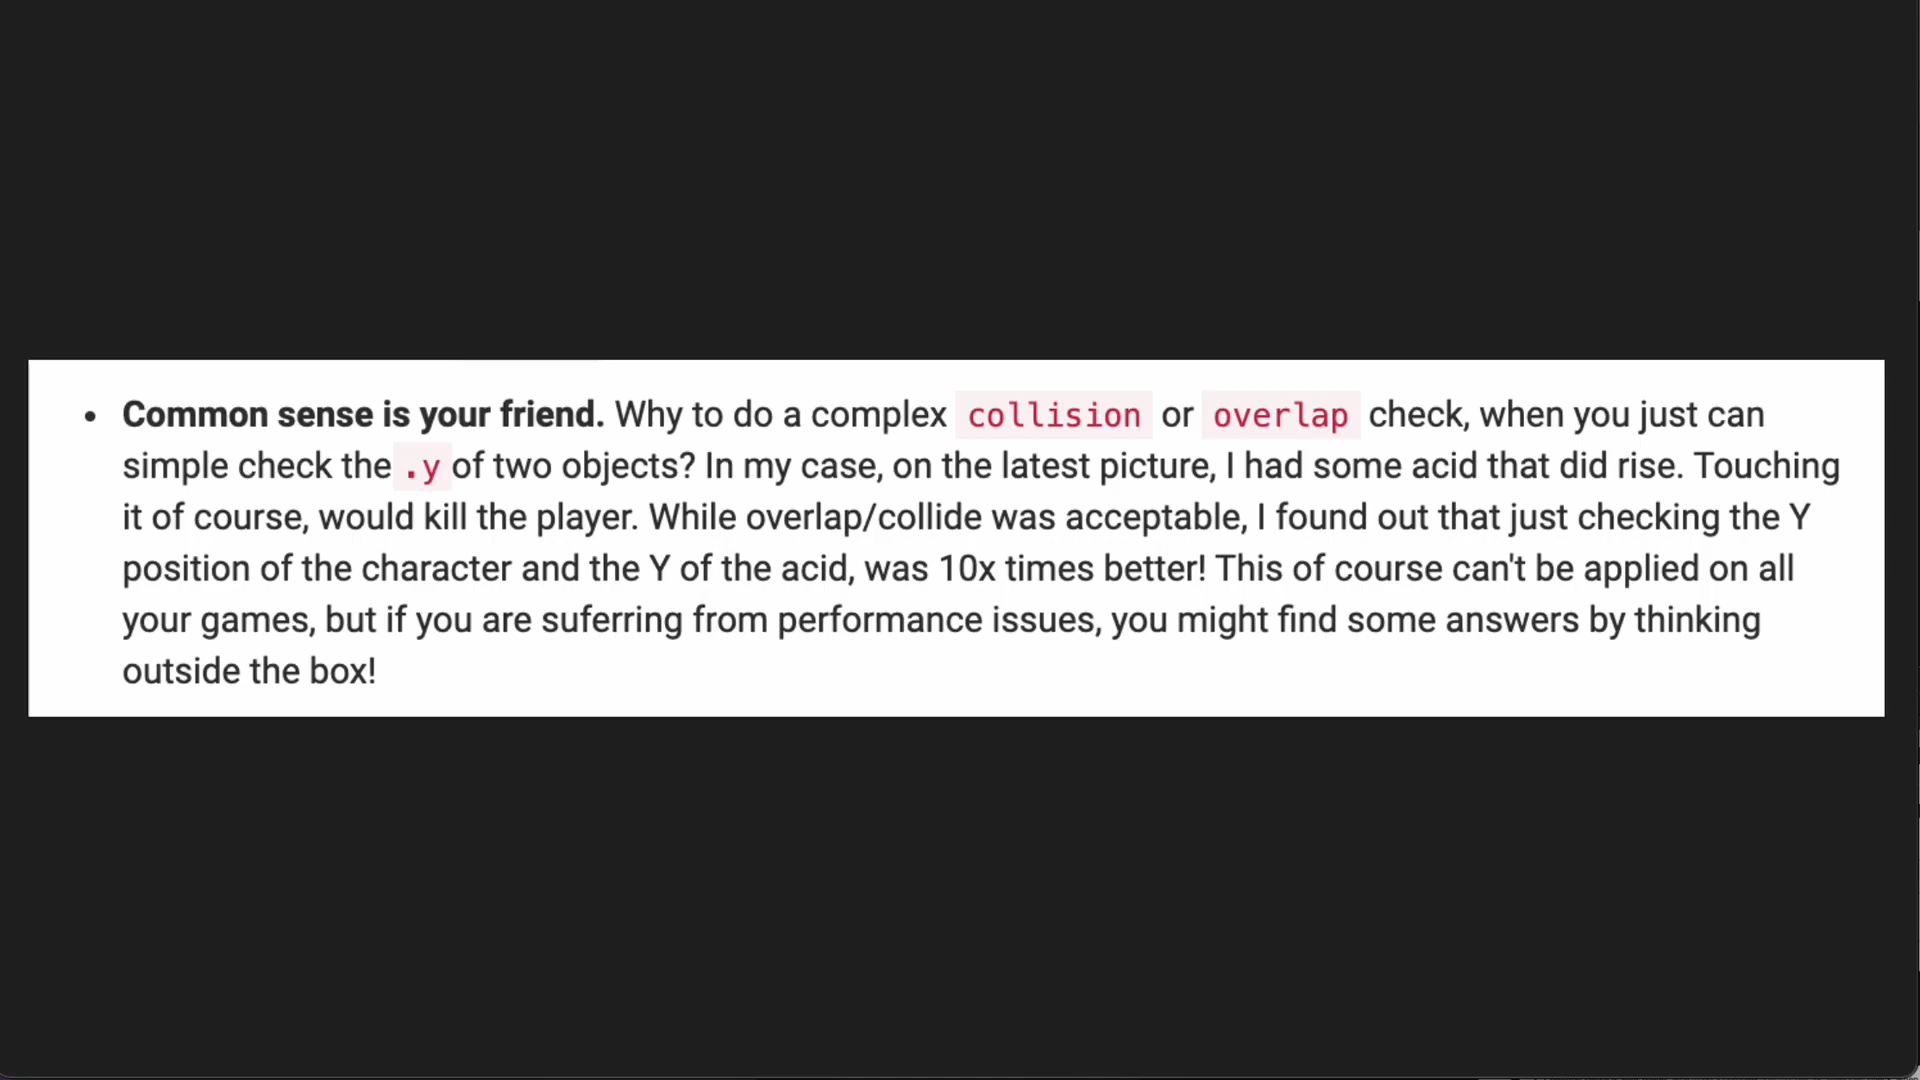 • Common sense is your friend. Why to do a complex collision or overlap check, when you just can
simple check the .y of two objects? In my case, on the latest picture, I had some acid that did rise. Touching
it of course, would kill the player. While overlap/collide was acceptable, I found out that just checking the Y
position of the character and the Y of the acid, was 10x times better! This of course can't be applied on all
your games, but if you are suferring from performance issues, you might find some answers by thinking
outside the box!